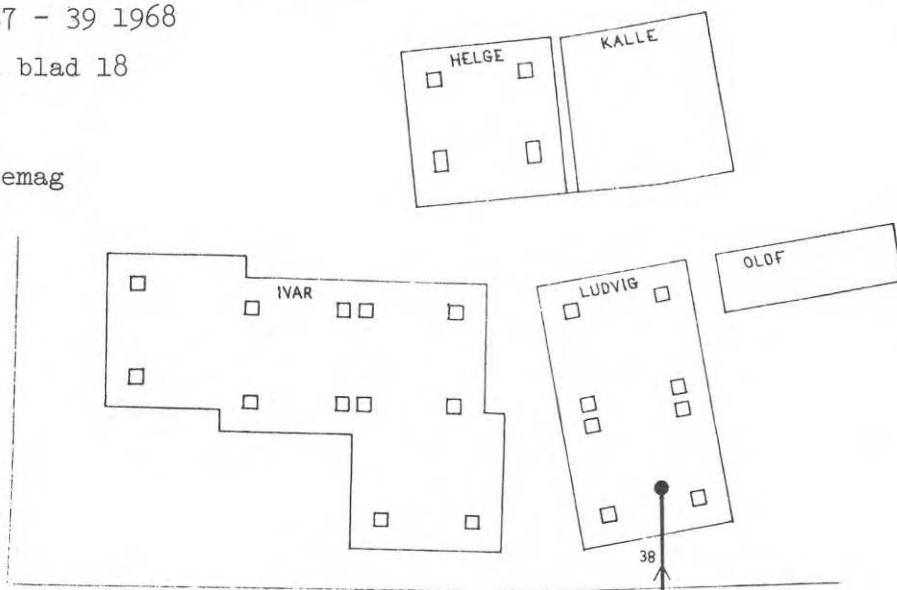 7 - 39 1968
blad 18
emag
HELGE
KALLE
IVAR
LUDVIG
OLOF
38